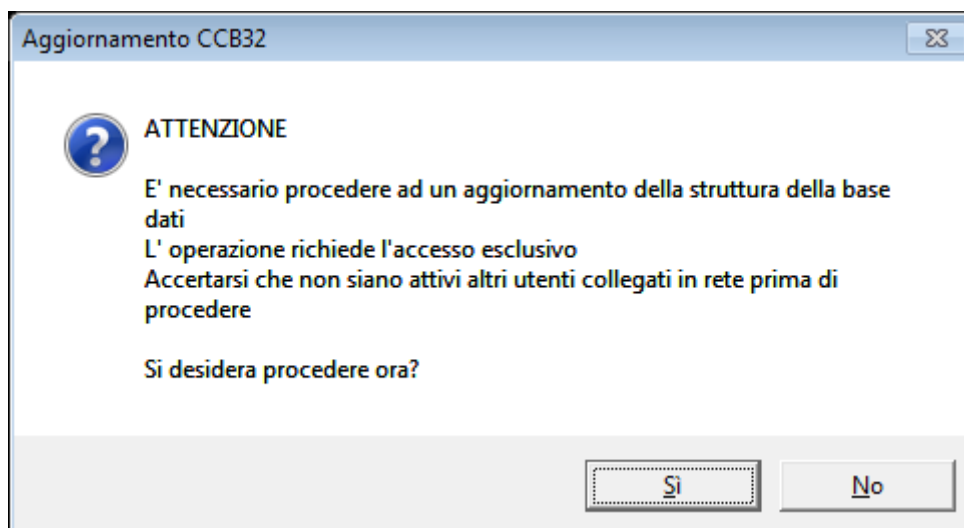 Aggiornamento CCB32
ATTENZIONE
E' necessario procedere ad un aggiornamento della struttura della base
dati
L' operazione richiede l'accesso esclusivo
Accertarsi che non siano attivi altri utenti collegati in rete prima di
procedere
Si desidera procedere ora?
Sì
No